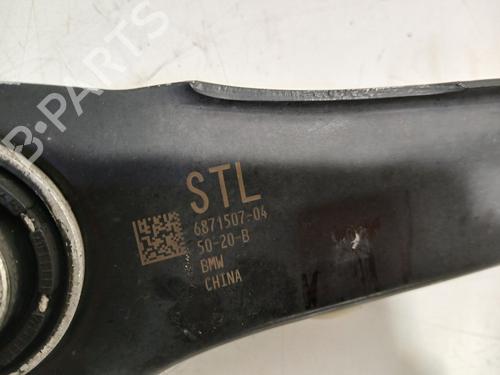 B-PARTS
STL
6871507-04
50-20-B
BMW
CHINA